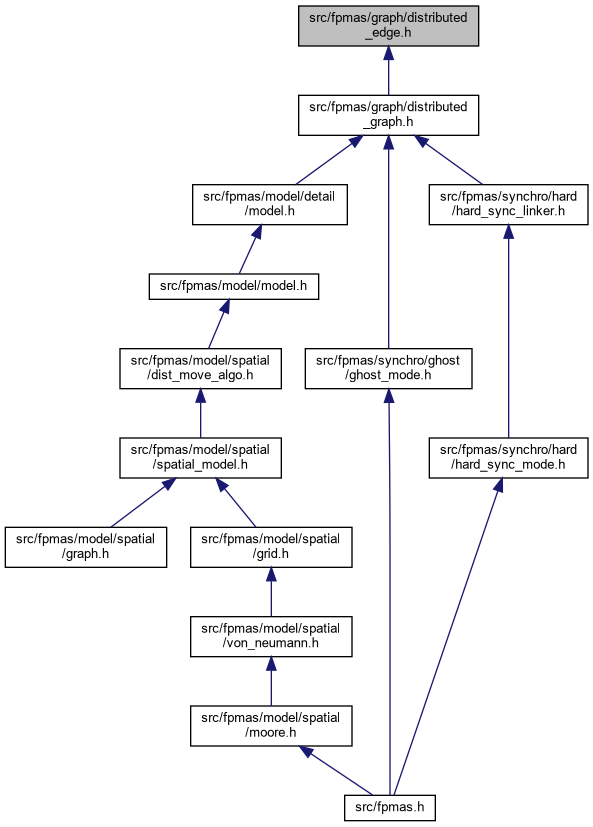 src/fpmas/graph/distributed
_edge.h
src/fpmas/graph/distributed
_graph.h
src/fpmas/model/detail
/model.h
src/fpmas/synchro/hard
/hard_sync_linker.h
src/fpmas/model/model.h
src/fpmas/model/spatial
/dist_move_algo.h
src/fpmas/synchro/ghost
/ghost_mode.h
src/fpmas/model/spatial
/spatial_model.h
src/fpmas/synchro/hard
/hard_sync_mode.h
src/fpmas/model/spatial
/graph.h
src/fpmas/model/spatial
/grid.h
src/fpmas/model/spatial
/von_neumann.h
src/fpmas/model/spatial
/moore.h
src/fpmas.h